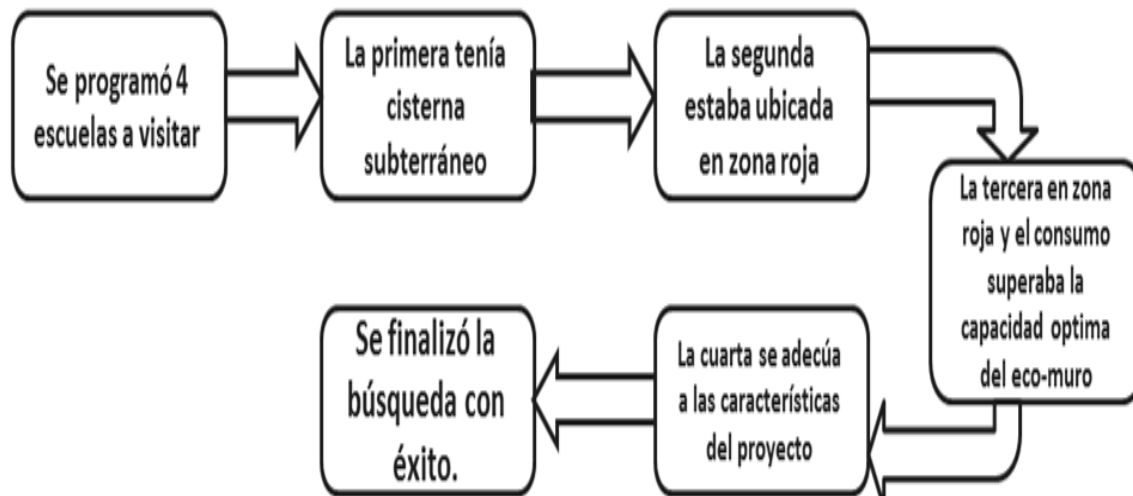 Se programó 4
escuelas a visitar
La primera tenía
cisterna
subterráneo
La segunda
estaba ubicada
en zona roja
La tercera en zona
roja y el consumo
superaba la
capacidad optima
del eco-muro
La cuarta se adecúa
a las características
del proyecto
Se finalizó la
búsqueda con
éxito.